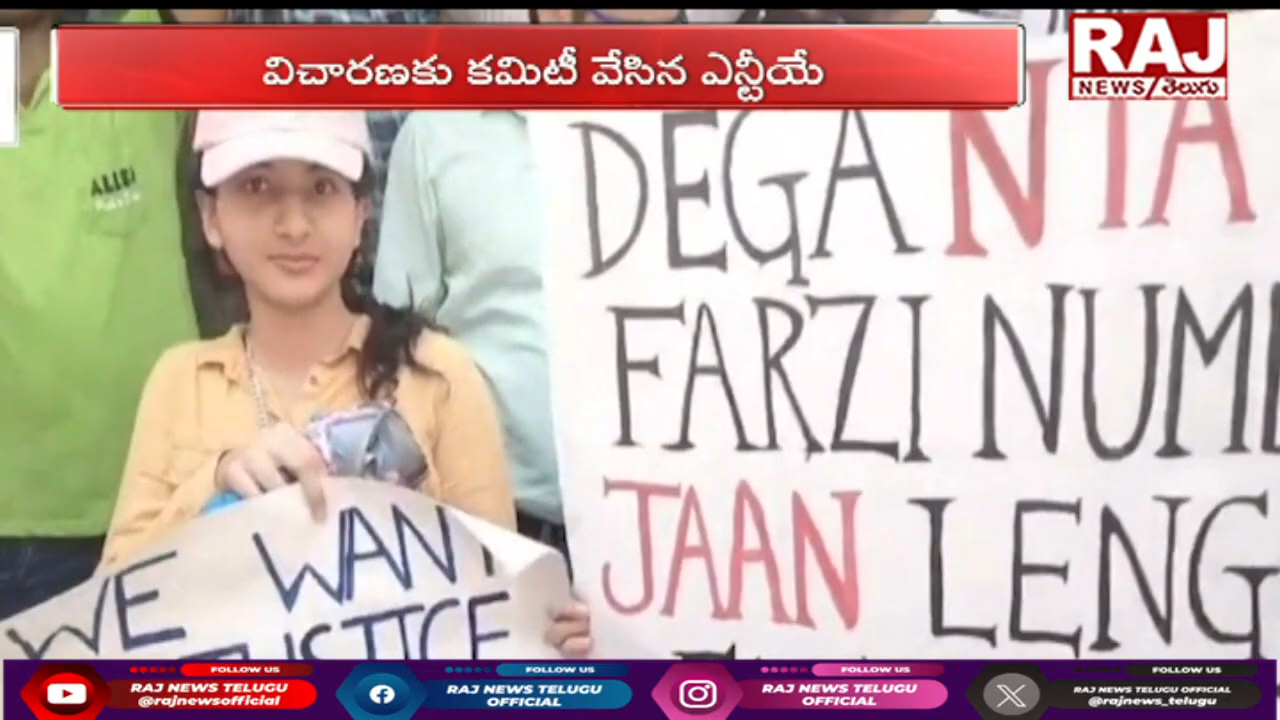 విచారణకు కమిటీ వేసిన ఎన్టీయే
RAJ
NEWS తెలుగు
ALLEN
DEGA NTA
FARZI NUM
JAAN LENG
WE WANT
JUSTICE
FOLLOW US
RAJ NEWS TELUGU
@rajnewsofficial
FOLLOW US
RAJ NEWS TELUGU
OFFICIAL
FOLLOW US
RAJ NEWS TELUGU
OFFICIAL
FOLLOW US
RAJ NEWS TELUGU OFFICIAL
@rajnews_telugu